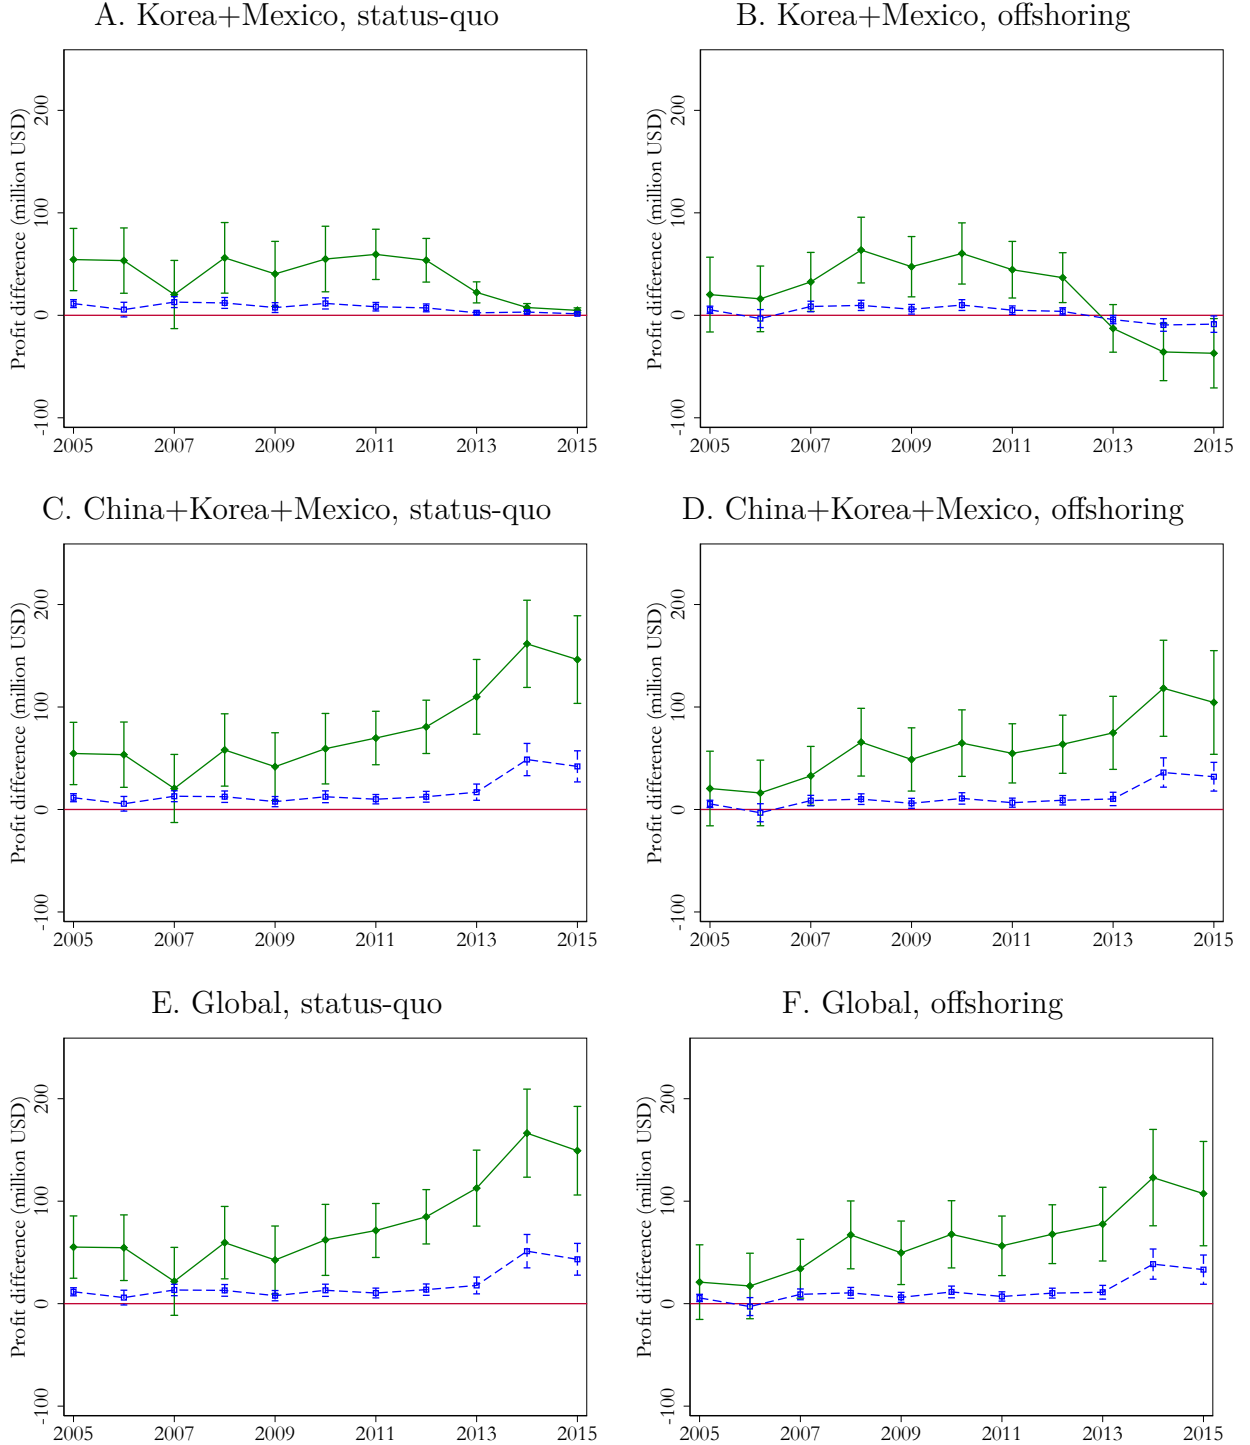 A. Korea+Mexico, status-quo
Profit difference (million USD)
200
100
0
-100
2005 2007 2009 2011 2013 2015
B. Korea+Mexico, offshoring
Profit difference (million USD)
200
100
0
-100
2005 2007 2009 2011 2013 2015
C. China+Korea+Mexico, status-quo
Profit difference (million USD)
200
100
0
-100
2005 2007 2009 2011 2013 2015
D. China+Korea+Mexico, offshoring
Profit difference (million USD)
200
100
0
-100
2005 2007 2009 2011 2013 2015
E. Global, status-quo
Profit difference (million USD)
200
100
0
-100
2005 2007 2009 2011 2013 2015
F. Global, offshoring
Profit difference (million USD)
200
100
0
-100
2005 2007 2009 2011 2013 2015